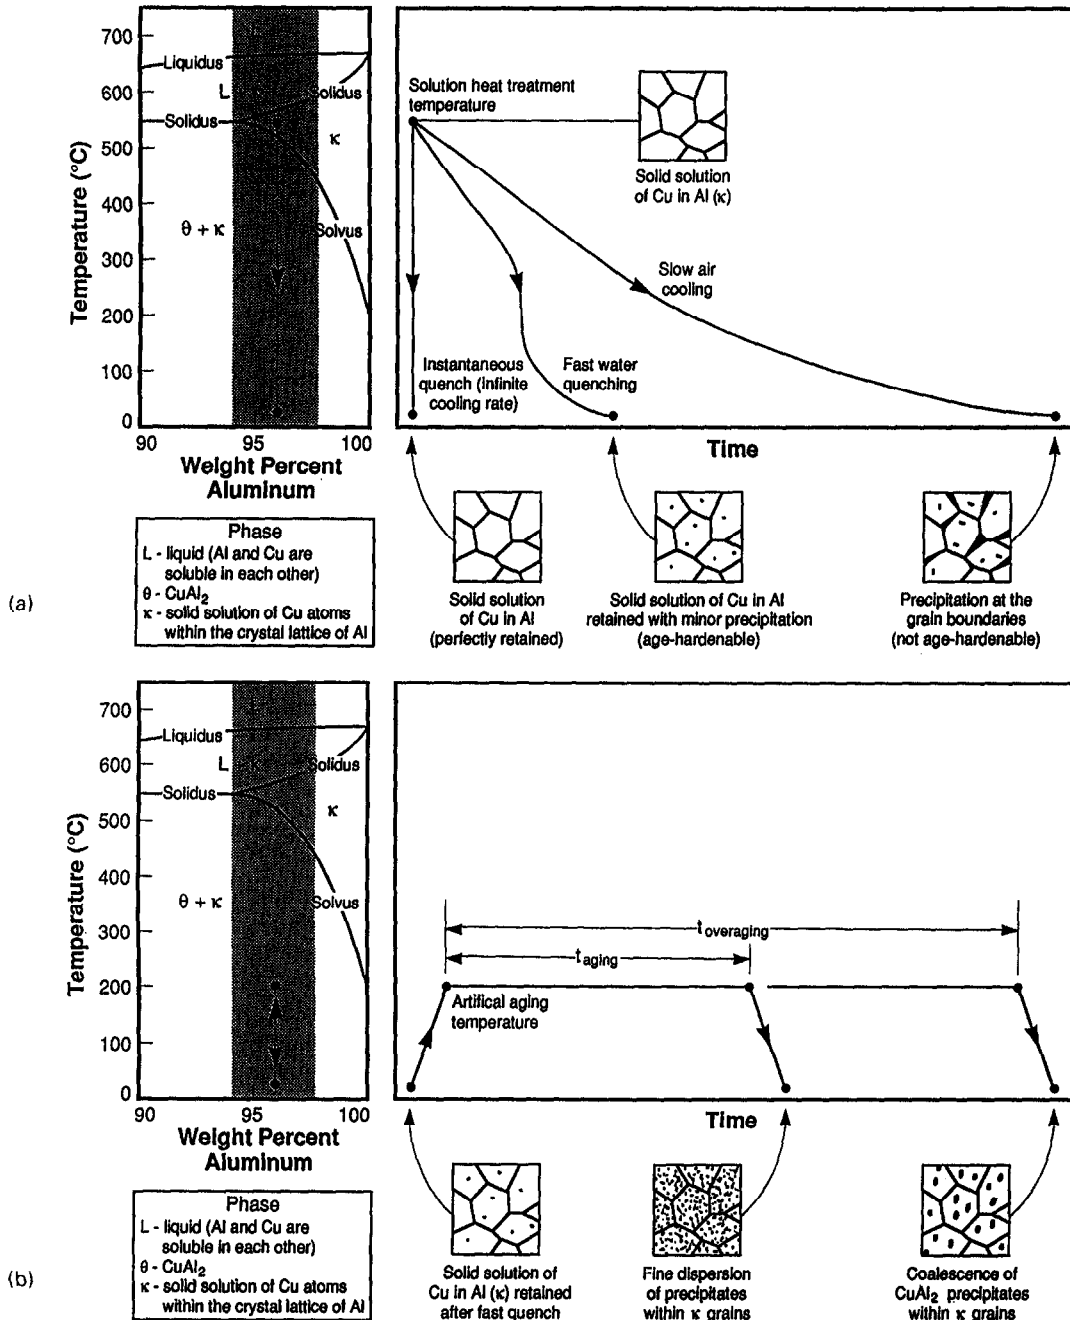 700
600
500
400
300
200
100
0
Temperature (°C)
Liquidus
L
Solidus
Solidus
κ
θ + κ
Solvus
90
95
100
Weight Percent
Aluminum
Phase
L - liquid (Al and Cu are
soluble in each other)
θ - CuAl₂
κ - solid solution of Cu atoms
within the crystal lattice of Al
(a)
Solution heat treatment
temperature
Solid solution
of Cu in Al (κ)
Slow air
cooling
Instantaneous
quench (Infinite
cooling rate)
Fast water
quenching
Time
Solid solution
of Cu in Al
(perfectly retained)
Solid solution of Cu in Al
retained with minor precipitation
(age-hardenable)
Precipitation at the
grain boundaries
(not age-hardenable)
700
600
500
400
300
200
100
0
Temperature (°C)
Liquidus
L
κ
Solidus
Solidus
κ
θ + κ
Solvus
90
95
100
Weight Percent
Aluminum
Phase
L - liquid (Al and Cu are
soluble in each other)
θ - CuAl₂
κ - solid solution of Cu atoms
within the crystal lattice of Al
(b)
t overaging
t aging
Artifical aging
temperature
Time
Solid solution of
Cu in Al (κ) retained
after fast quench
Fine dispersion
of precipitates
within κ grains
Coalescence of
CuAl₂ precipitates
within κ grains